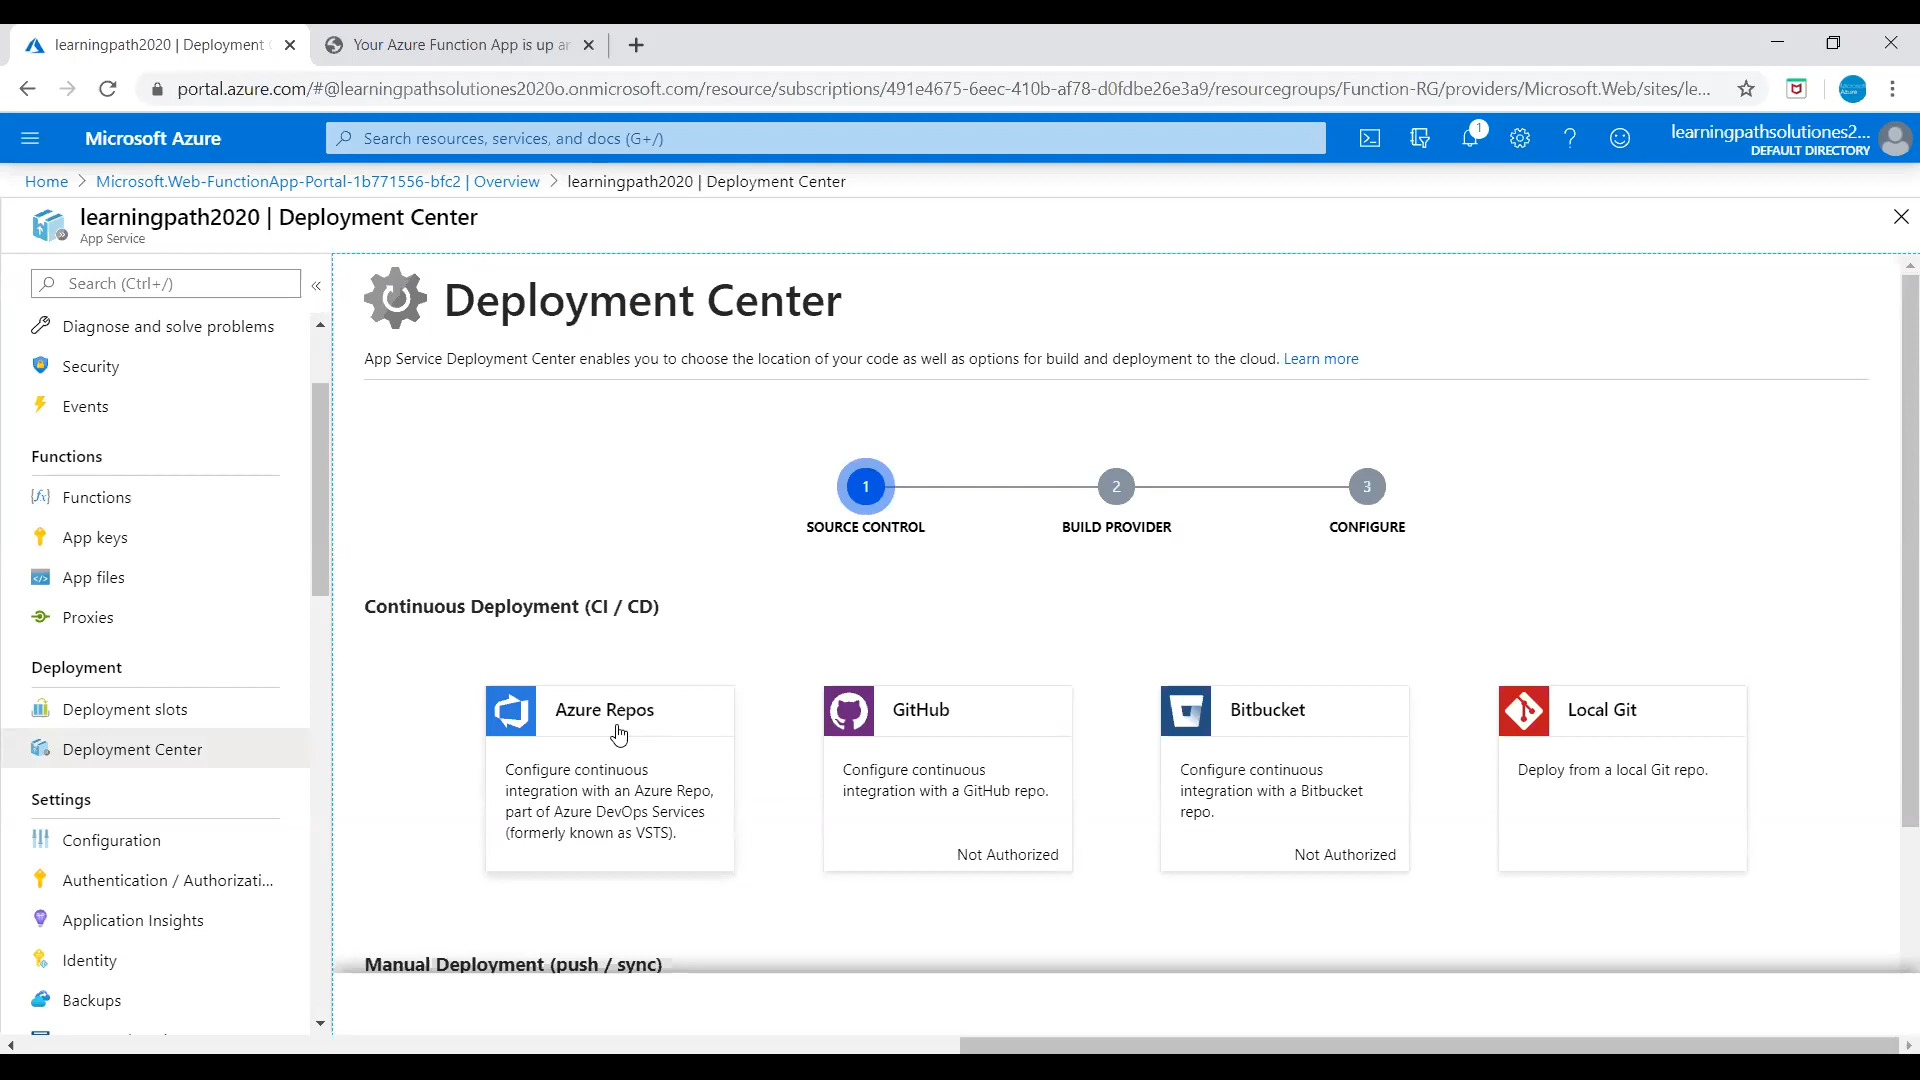 learningpath2020 | Deployment C
Your Azure Function App is up an
portal.azure.com/#@learningpathsolutiones2020o.onmicrosoft.com/resource/subscriptions/491e4675-6eec-410b-af78-d0fdbe26e3a9/resourcegroups/Function-RG/providers/Microsoft.Web/sites/le...
Microsoft Azure
Search resources, services, and docs (G+/)
1
learningpathsolutiones2...
DEFAULT DIRECTORY
Home > Microsoft.Web-FunctionApp-Portal-1b771556-bfc2 | Overview > learningpath2020 | Deployment Center
learningpath2020 | Deployment Center
App Service
Search (Ctrl+/)
«
Diagnose and solve problems
Security
Events
Functions
Functions
App keys
App files
Proxies
Deployment
Deployment slots
Deployment Center
Settings
Configuration
Authentication / Authorizati...
Application Insights
Identity
Backups
Deployment Center
App Service Deployment Center enables you to choose the location of your code as well as options for build and deployment to the cloud. Learn more
1
2
3
SOURCE CONTROL
BUILD PROVIDER
CONFIGURE
Continuous Deployment (CI / CD)
Azure Repos
Configure continuous
integration with an Azure Repo,
part of Azure DevOps Services
(formerly known as VSTS).
GitHub
Configure continuous
integration with a GitHub repo.
Not Authorized
Bitbucket
Configure continuous
integration with a Bitbucket
repo.
Not Authorized
Local Git
Deploy from a local Git repo.
Manual Deployment (push / sync)